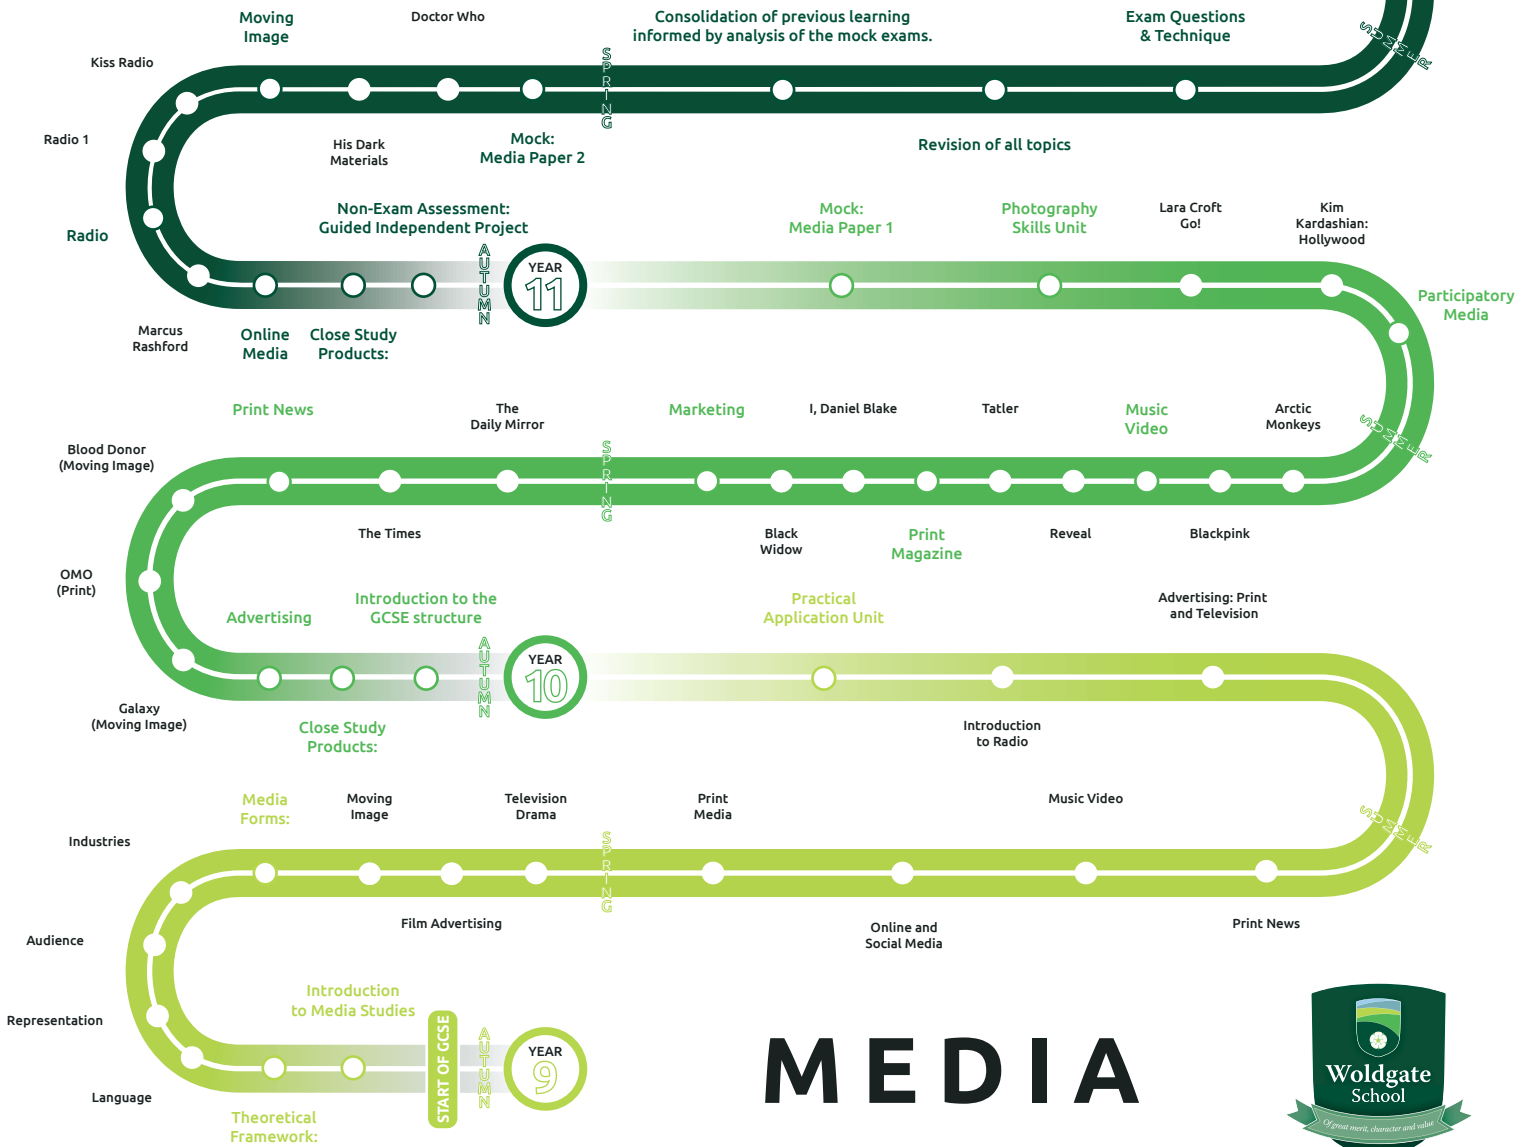 Moving
Image
Doctor Who
Consolidation of previous learning
informed by analysis of the mock exams.
Exam Questions
& Technique
SUMMER
Kiss Radio
SPRING
Radio 1
His Dark
Materials
Mock:
Media Paper 2
Revision of all topics
Radio
Non-Exam Assessment:
Guided Independent Project
Mock:
Media Paper 1
Photography
Skills Unit
Lara Croft
Go!
Kim
Kardashian:
Hollywood
AUTUMN
YEAR
11
Participatory
Media
Marcus
Rashford
Online
Media
Close Study
Products:
Print News
The
Daily Mirror
Marketing
I, Daniel Blake
Tatler
Music
Video
Arctic
Monkeys
SUMMER
Blood Donor
(Moving Image)
SPRING
The Times
Black
Widow
Print
Magazine
Reveal
Blackpink
OMO
(Print)
Advertising
Introduction to the
GCSE structure
Practical
Application Unit
Advertising: Print
and Television
AUTUMN
YEAR
10
Galaxy
(Moving Image)
Close Study
Products:
Introduction
to Radio
Media
Forms:
Moving
Image
Television
Drama
Print
Media
Music Video
SUMMER
Industries
SPRING
Film Advertising
Online and
Social Media
Print News
Audience
Introduction
to Media Studies
Representation
START OF GCSE
AUTUMN
YEAR
9
Language
Theoretical
Framework:
MEDIA
Woldgate
School
Of great merit, character and value